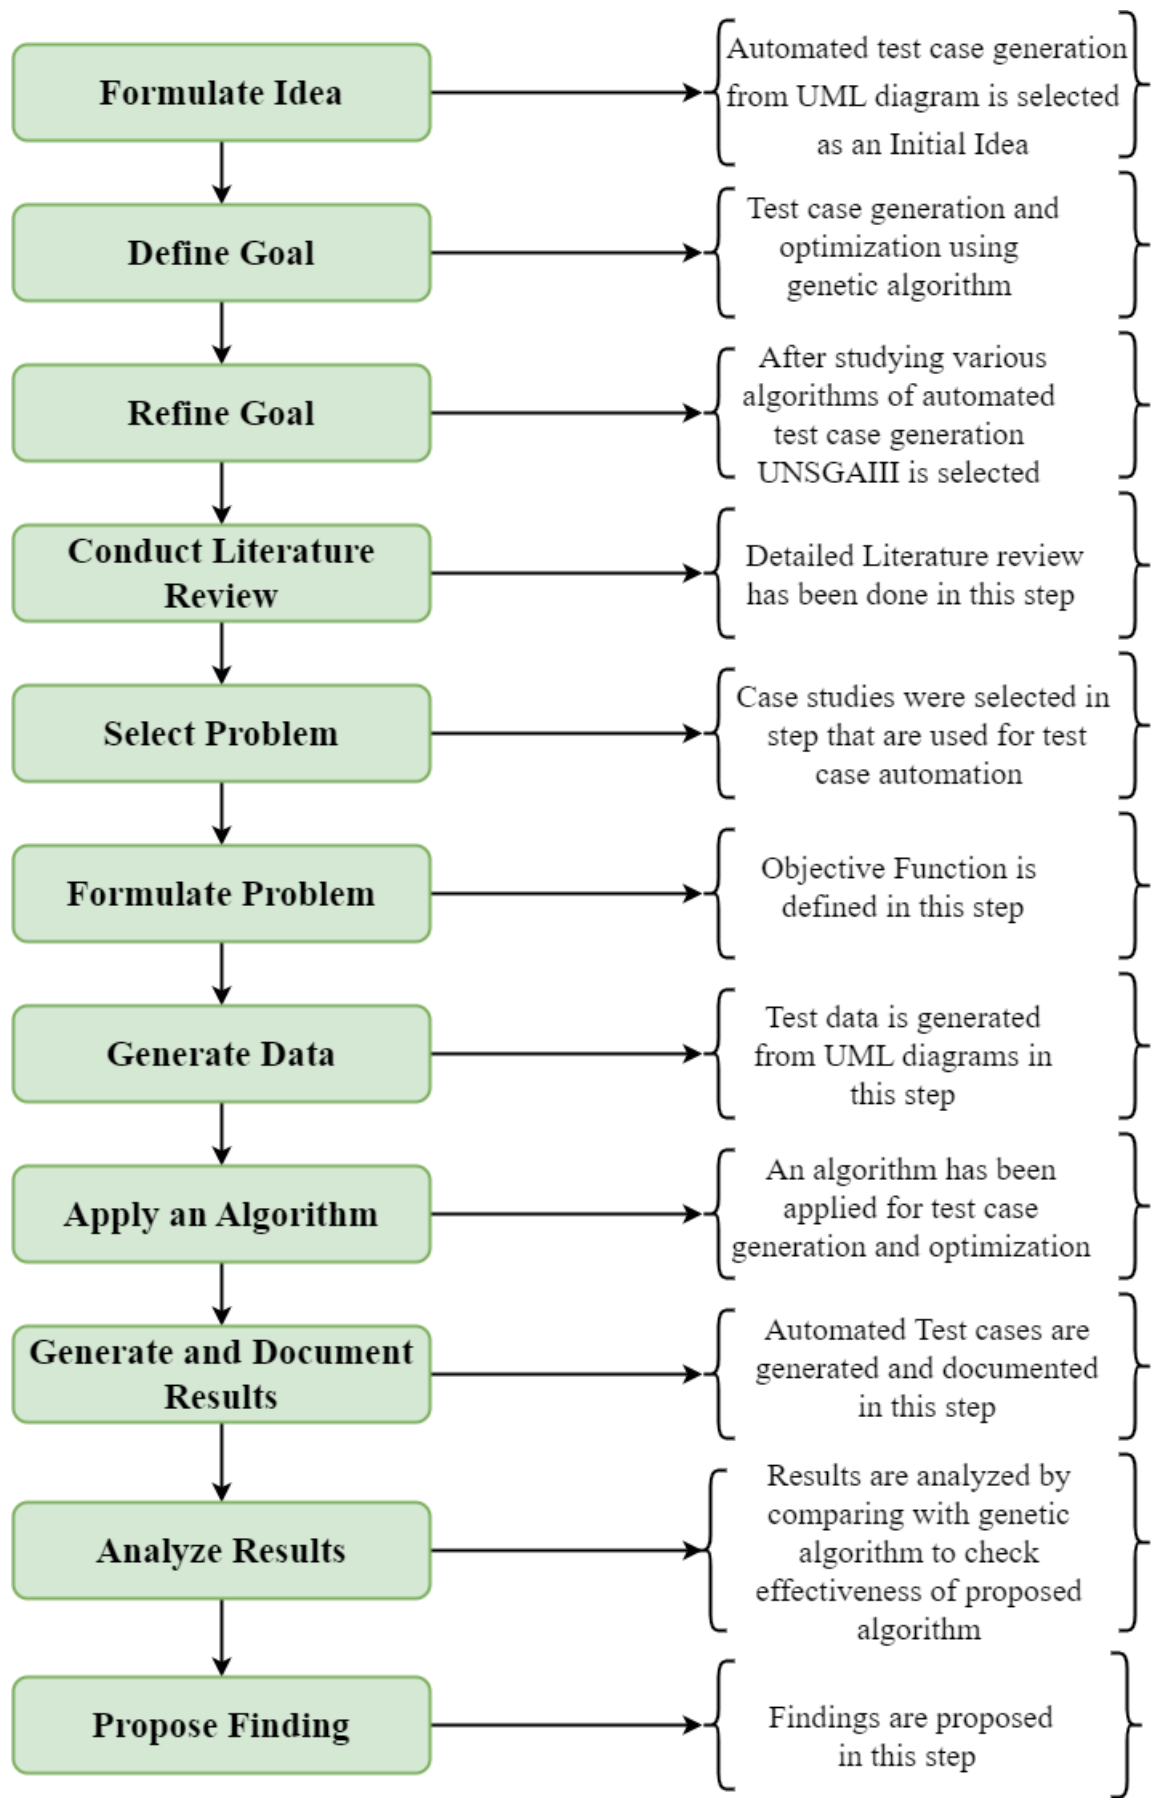 Formulate Idea
Automated test case generation
from UML diagram is selected
as an Initial Idea
Define Goal
Test case generation and
optimization using
genetic algorithm
Refine Goal
After studying various
algorithms of automated
test case generation
UNSGAIII is selected
Conduct Literature
Review
Detailed Literature review
has been done in this step
Select Problem
Case studies were selected in
step that are used for test
case automation
Formulate Problem
Objective Function is
defined in this step
Generate Data
Test data is generated
from UML diagrams in
this step
Apply an Algorithm
An algorithm has been
applied for test case
generation and optimization
Generate and Document
Results
Automated Test cases are
generated and documented
in this step
Analyze Results
Results are analyzed by
comparing with genetic
algorithm to check
effectiveness of proposed
algorithm
Propose Finding
Findings are proposed
in this step